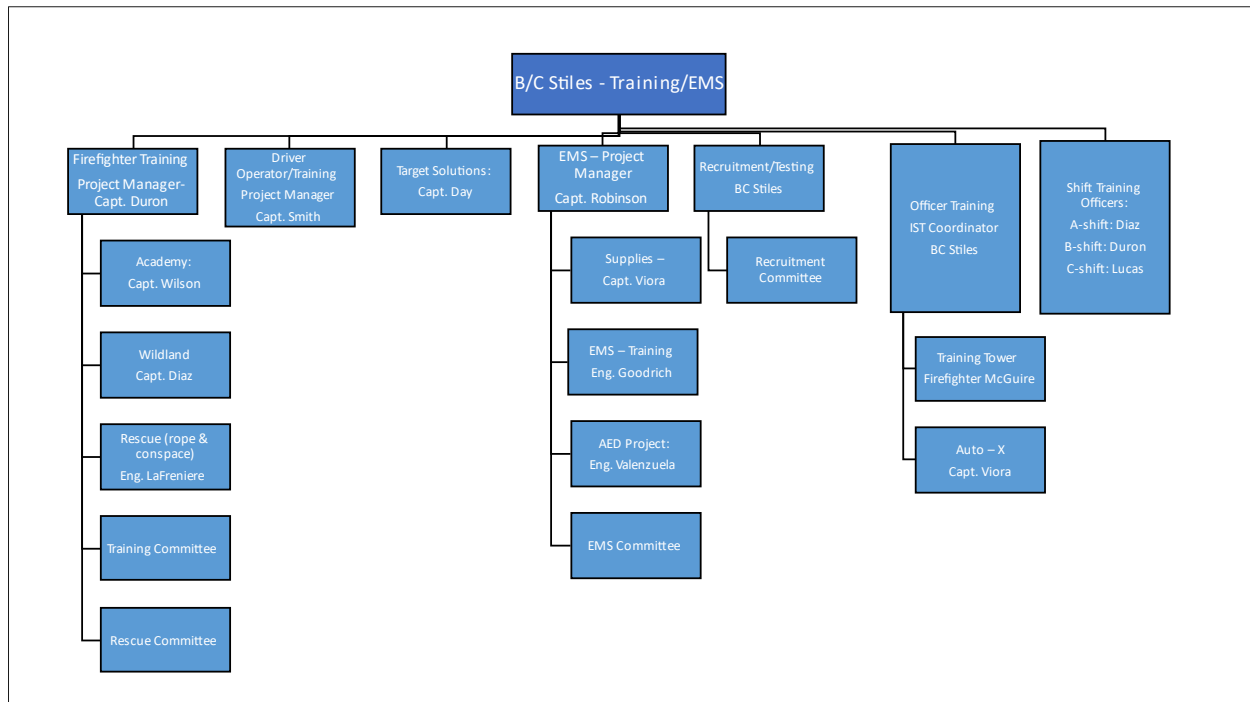 B/C Stiles - Training/EMS
Firefighter Training
Project Manager-
Capt. Duron
Driver
Operator/Training
Project Manager
Capt. Smith
Target Solutions:
Capt. Day
EMS – Project
Manager
Capt. Robinson
Recruitment/Testing
BC Stiles
Officer Training
IST Coordinator
BC Stiles
Shift Training
Officers:
A-shift: Diaz
B-shift: Duron
C-shift: Lucas
Academy:
Capt. Wilson
Wildland
Capt. Diaz
Rescue (rope &
conspace)
Eng. LaFreniere
Training Committee
Rescue Committee
Supplies –
Capt. Viora
EMS – Training
Eng. Goodrich
AED Project:
Eng. Valenzuela
EMS Committee
Recruitment
Committee
Training Tower
Firefighter McGuire
Auto – X
Capt. Viora